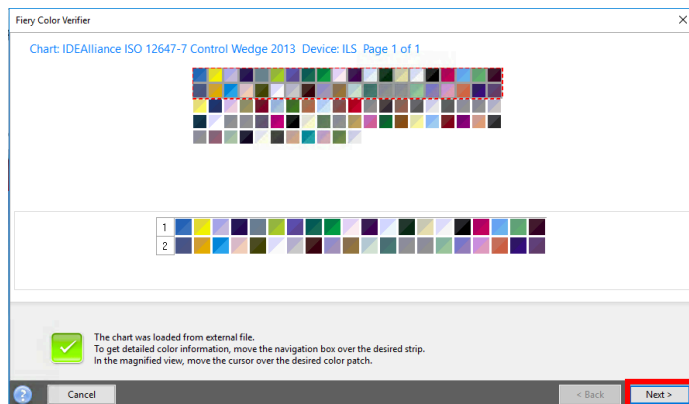 Fiery Color Verifier
Chart: IDEAlliance ISO 12647-7 Control Wedge 2013 Device: ILS Page 1 of 1
1
2
The chart was loaded from external file.
To get detailed color information, move the navigation box over the desired strip.
In the magnified view, move the cursor over the desired color patch.
? Cancel < Back Next >